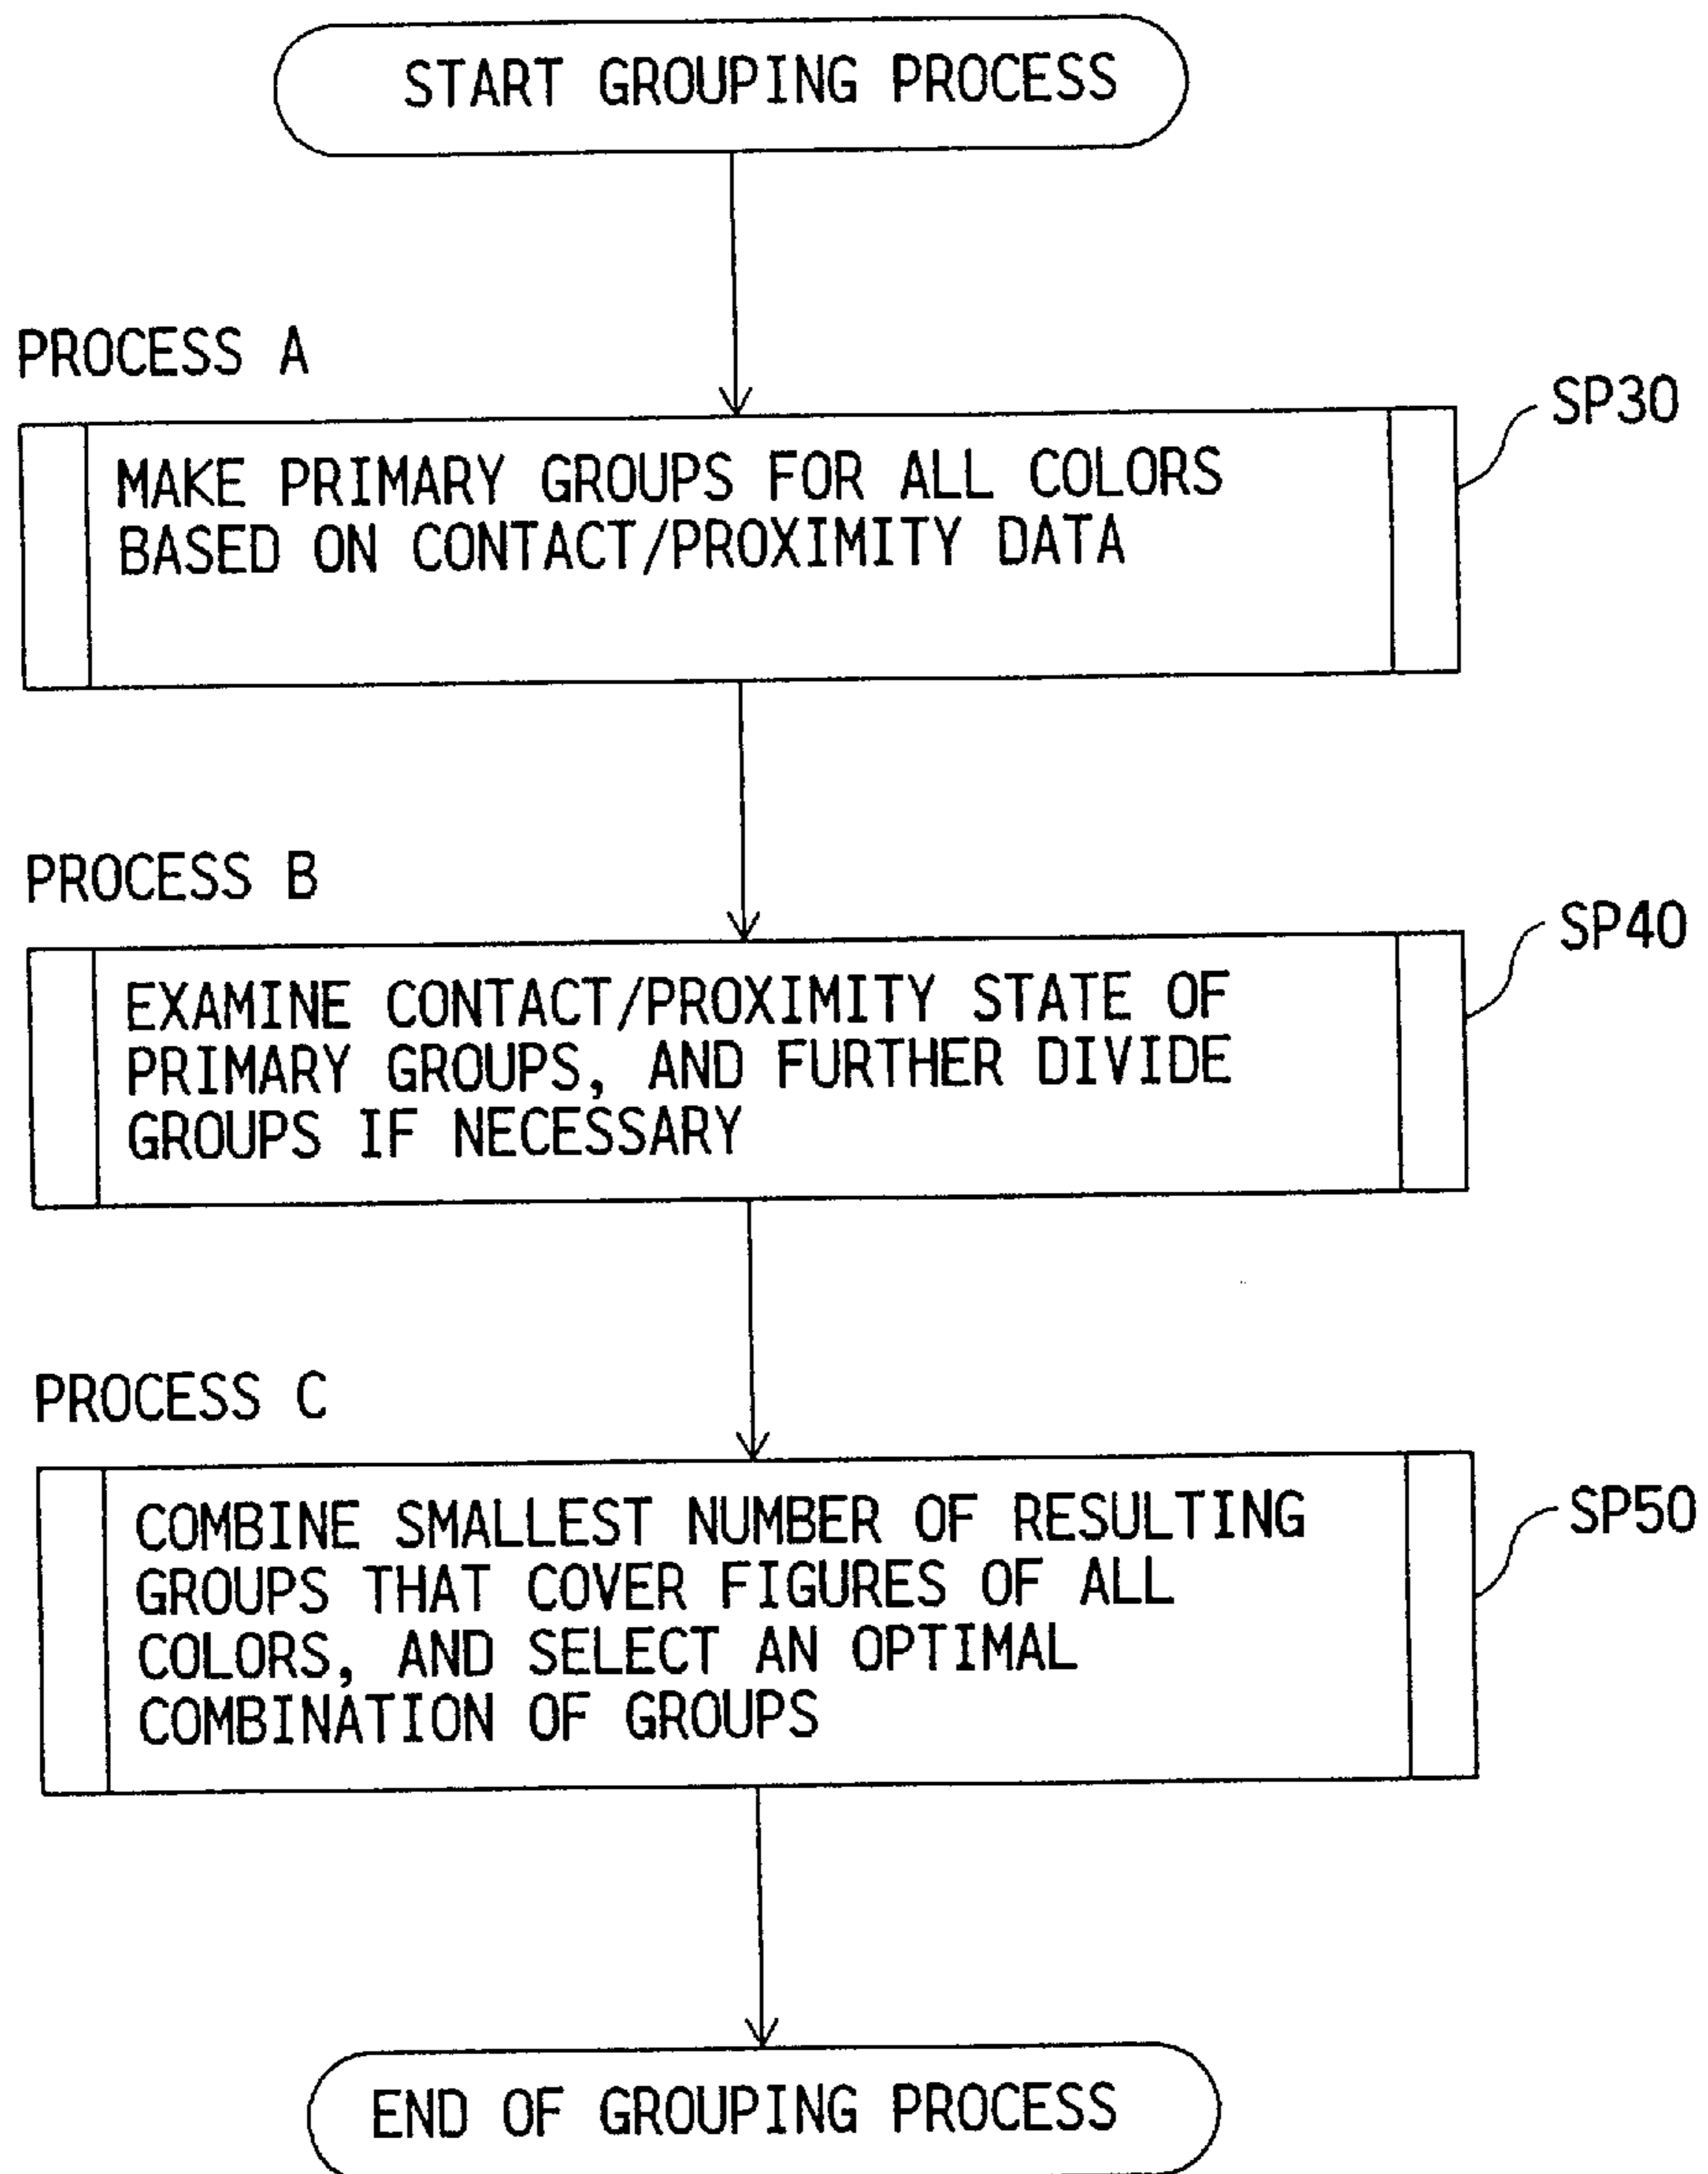 START GROUPING PROCESS
PROCESS A
SP30
MAKE PRIMARY GROUPS FOR ALL COLORS
BASED ON CONTACT/PROXIMITY DATA
PROCESS B
SP40
EXAMINE CONTACT/PROXIMITY STATE OF
PRIMARY GROUPS, AND FURTHER DIVIDE
GROUPS IF NECESSARY
PROCESS C
SP50
COMBINE SMALLEST NUMBER OF RESULTING
GROUPS THAT COVER FIGURES OF ALL
COLORS, AND SELECT AN OPTIMAL
COMBINATION OF GROUPS
END OF GROUPING PROCESS